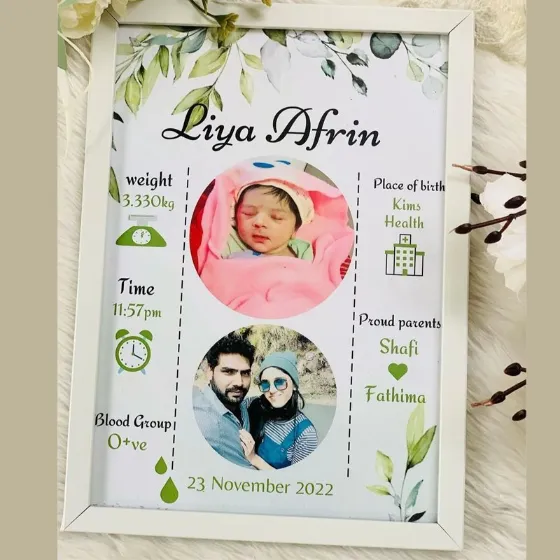 Liya Afrin
weight
3.330kg
Time
11:57pm
Blood Group
O+ve
Place of birth
Kims
Health
Proud parents
Shafi
Fathima
23 November 2022